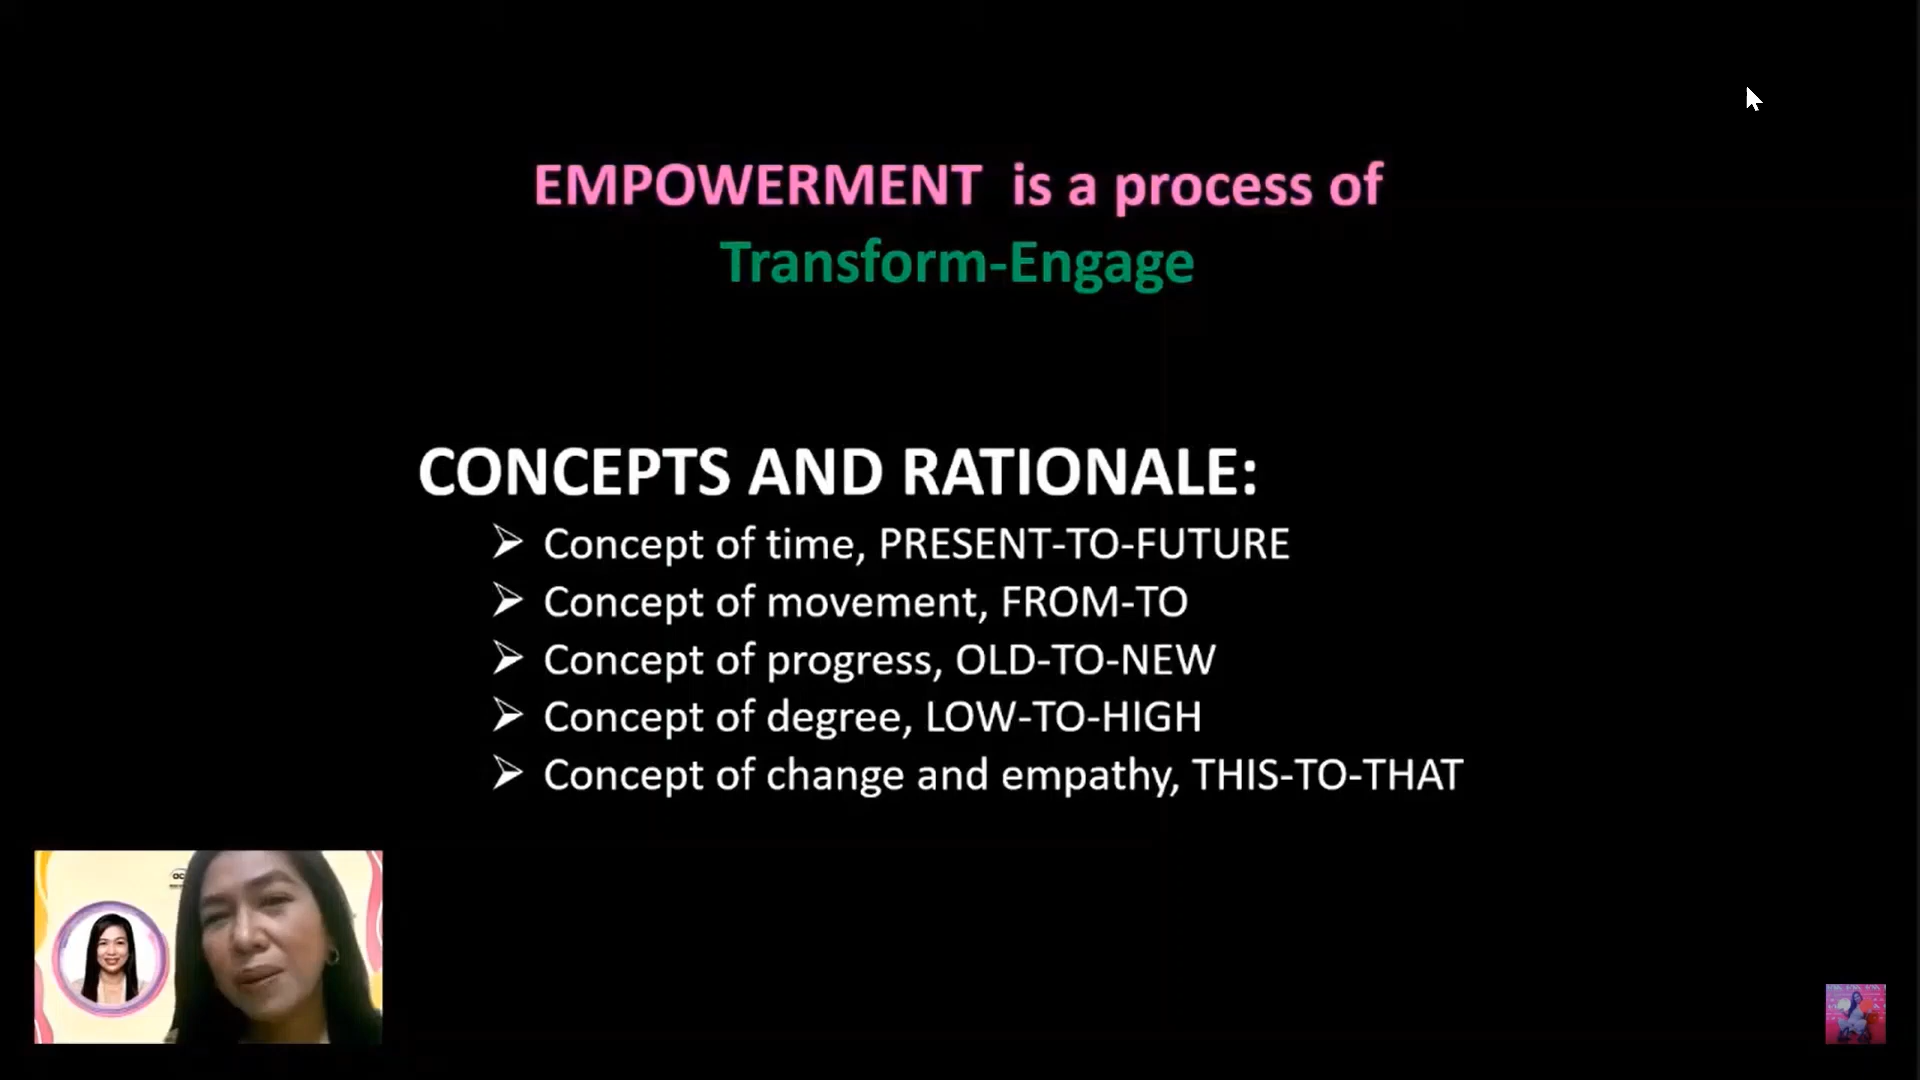 EMPOWERMENT is a process of
Transform-Engage
CONCEPTS AND RATIONALE:
➢ Concept of time, PRESENT-TO-FUTURE
➢ Concept of movement, FROM-TO
➢ Concept of progress, OLD-TO-NEW
➢ Concept of degree, LOW-TO-HIGH
➢ Concept of change and empathy, THIS-TO-THAT